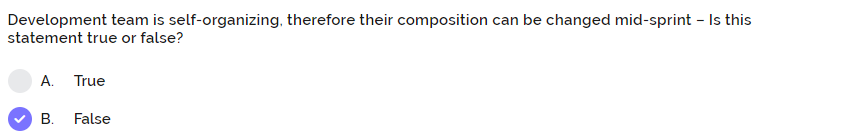 Development team is self-organizing, therefore their composition can be changed mid-sprint – Is this
statement true or false?
A. True
B. False